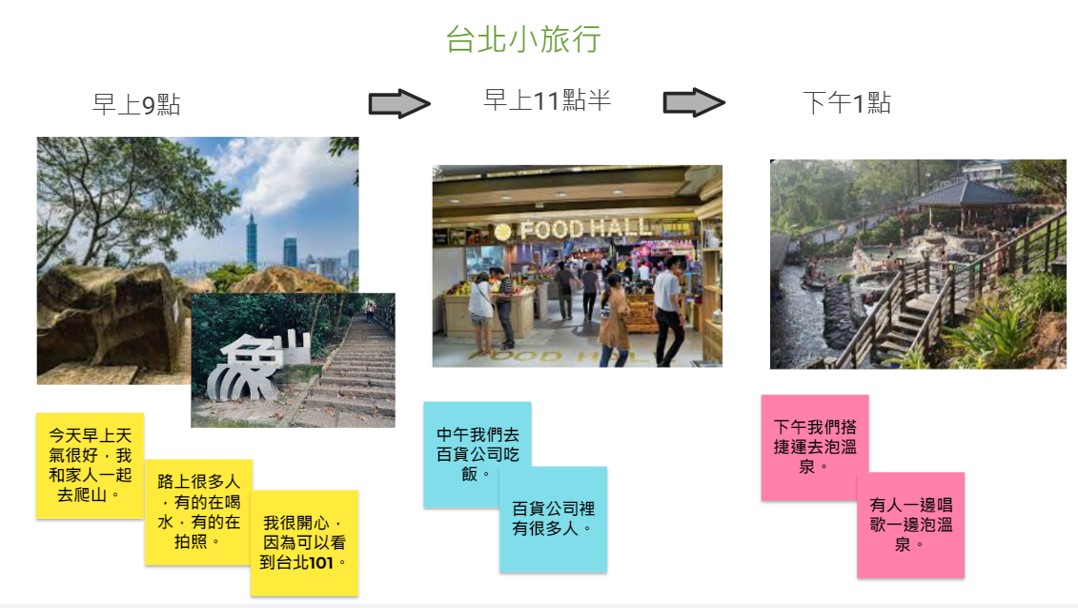 台北小旅行
早上9點
早上11點半
下午1點
象山
FOOD HALL
FOOD HALL
今天早上天
氣很好，我
和家人一起
去爬山。
路上很多人
，有的在喝
水，有的在
拍照。
我很開心，
因為可以看
到台北101。
中午我們去
百貨公司吃
飯。
百貨公司裡
有很多人。
下午我們搭
捷運去泡溫
泉。
有人一邊唱
歌一邊泡溫
泉。